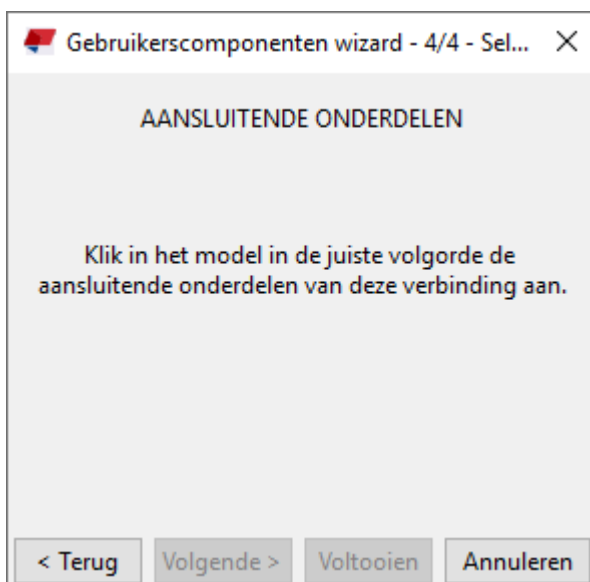 Gebruikerscomponenten wizard - 4/4 - Sel...
AANSLUITENDE ONDERDELEN
Klik in het model in de juiste volgorde de
aansluitende onderdelen van deze verbinding aan.
< Terug Volgende > Voltooien Annuleren